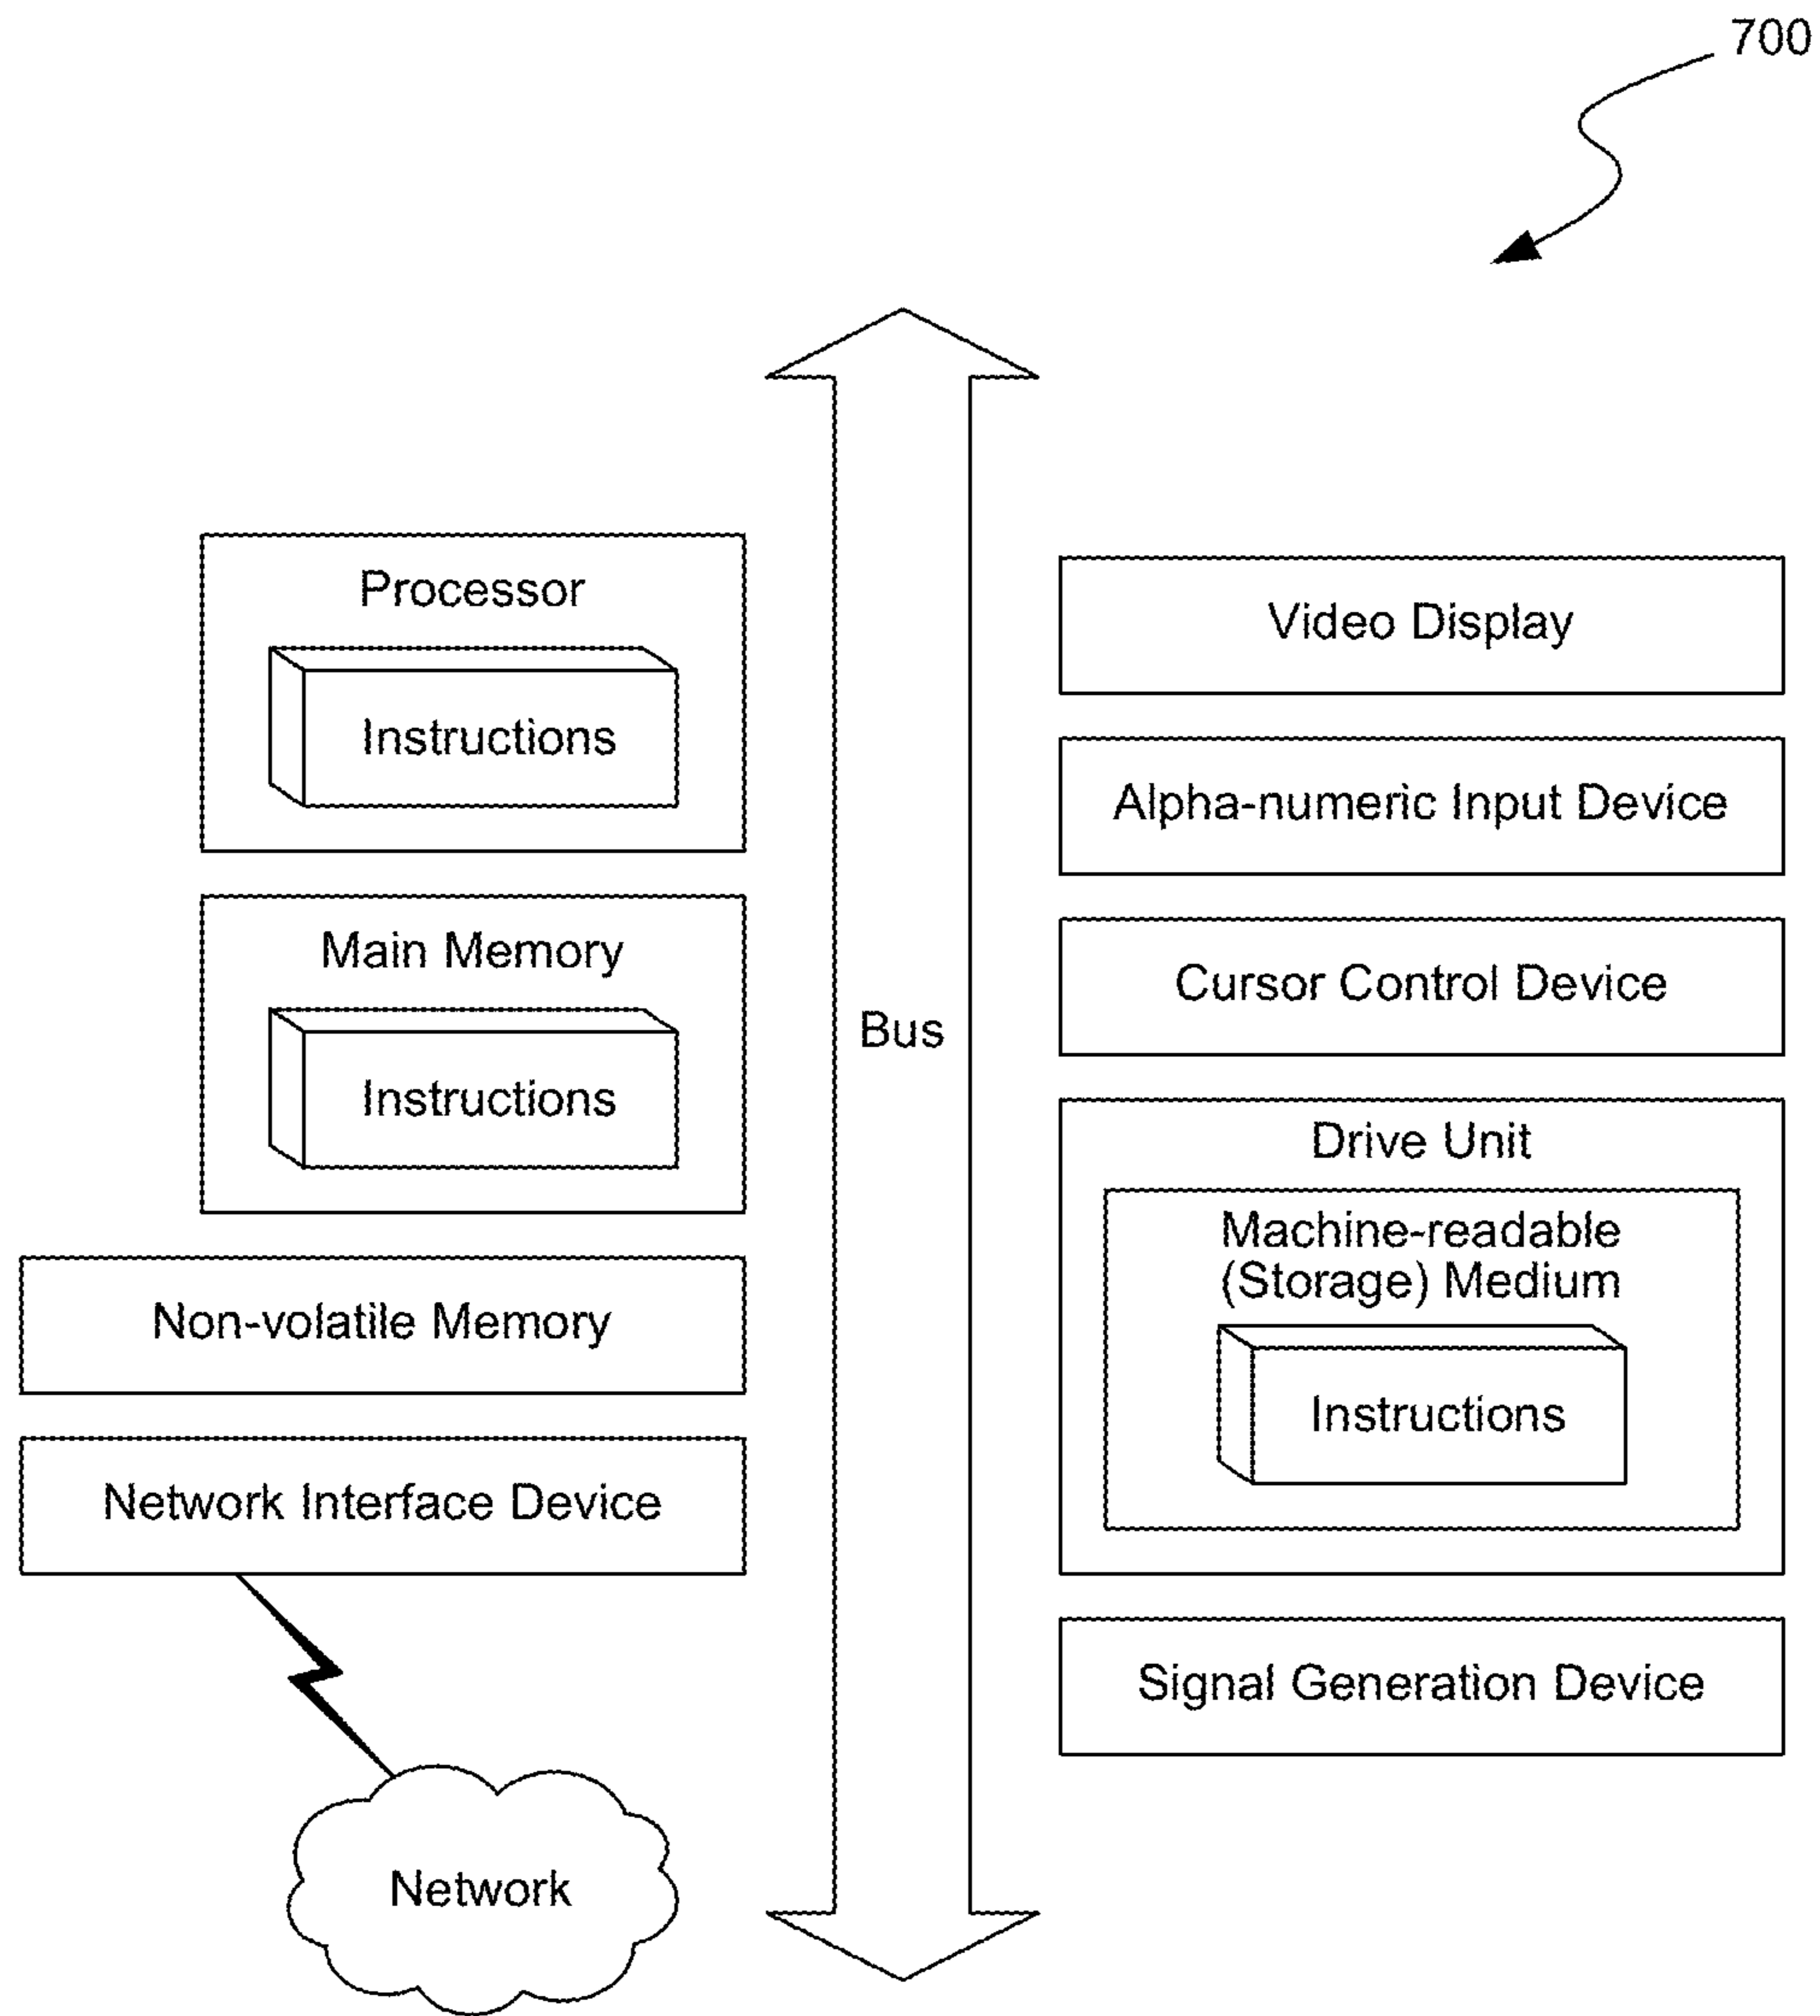 700
Processor
Instructions
Main Memory
Instructions
Non-volatile Memory
Network Interface Device
Network
Bus
Video Display
Alpha-numeric Input Device
Cursor Control Device
Drive Unit
Machine-readable
(Storage) Medium
Instructions
Signal Generation Device